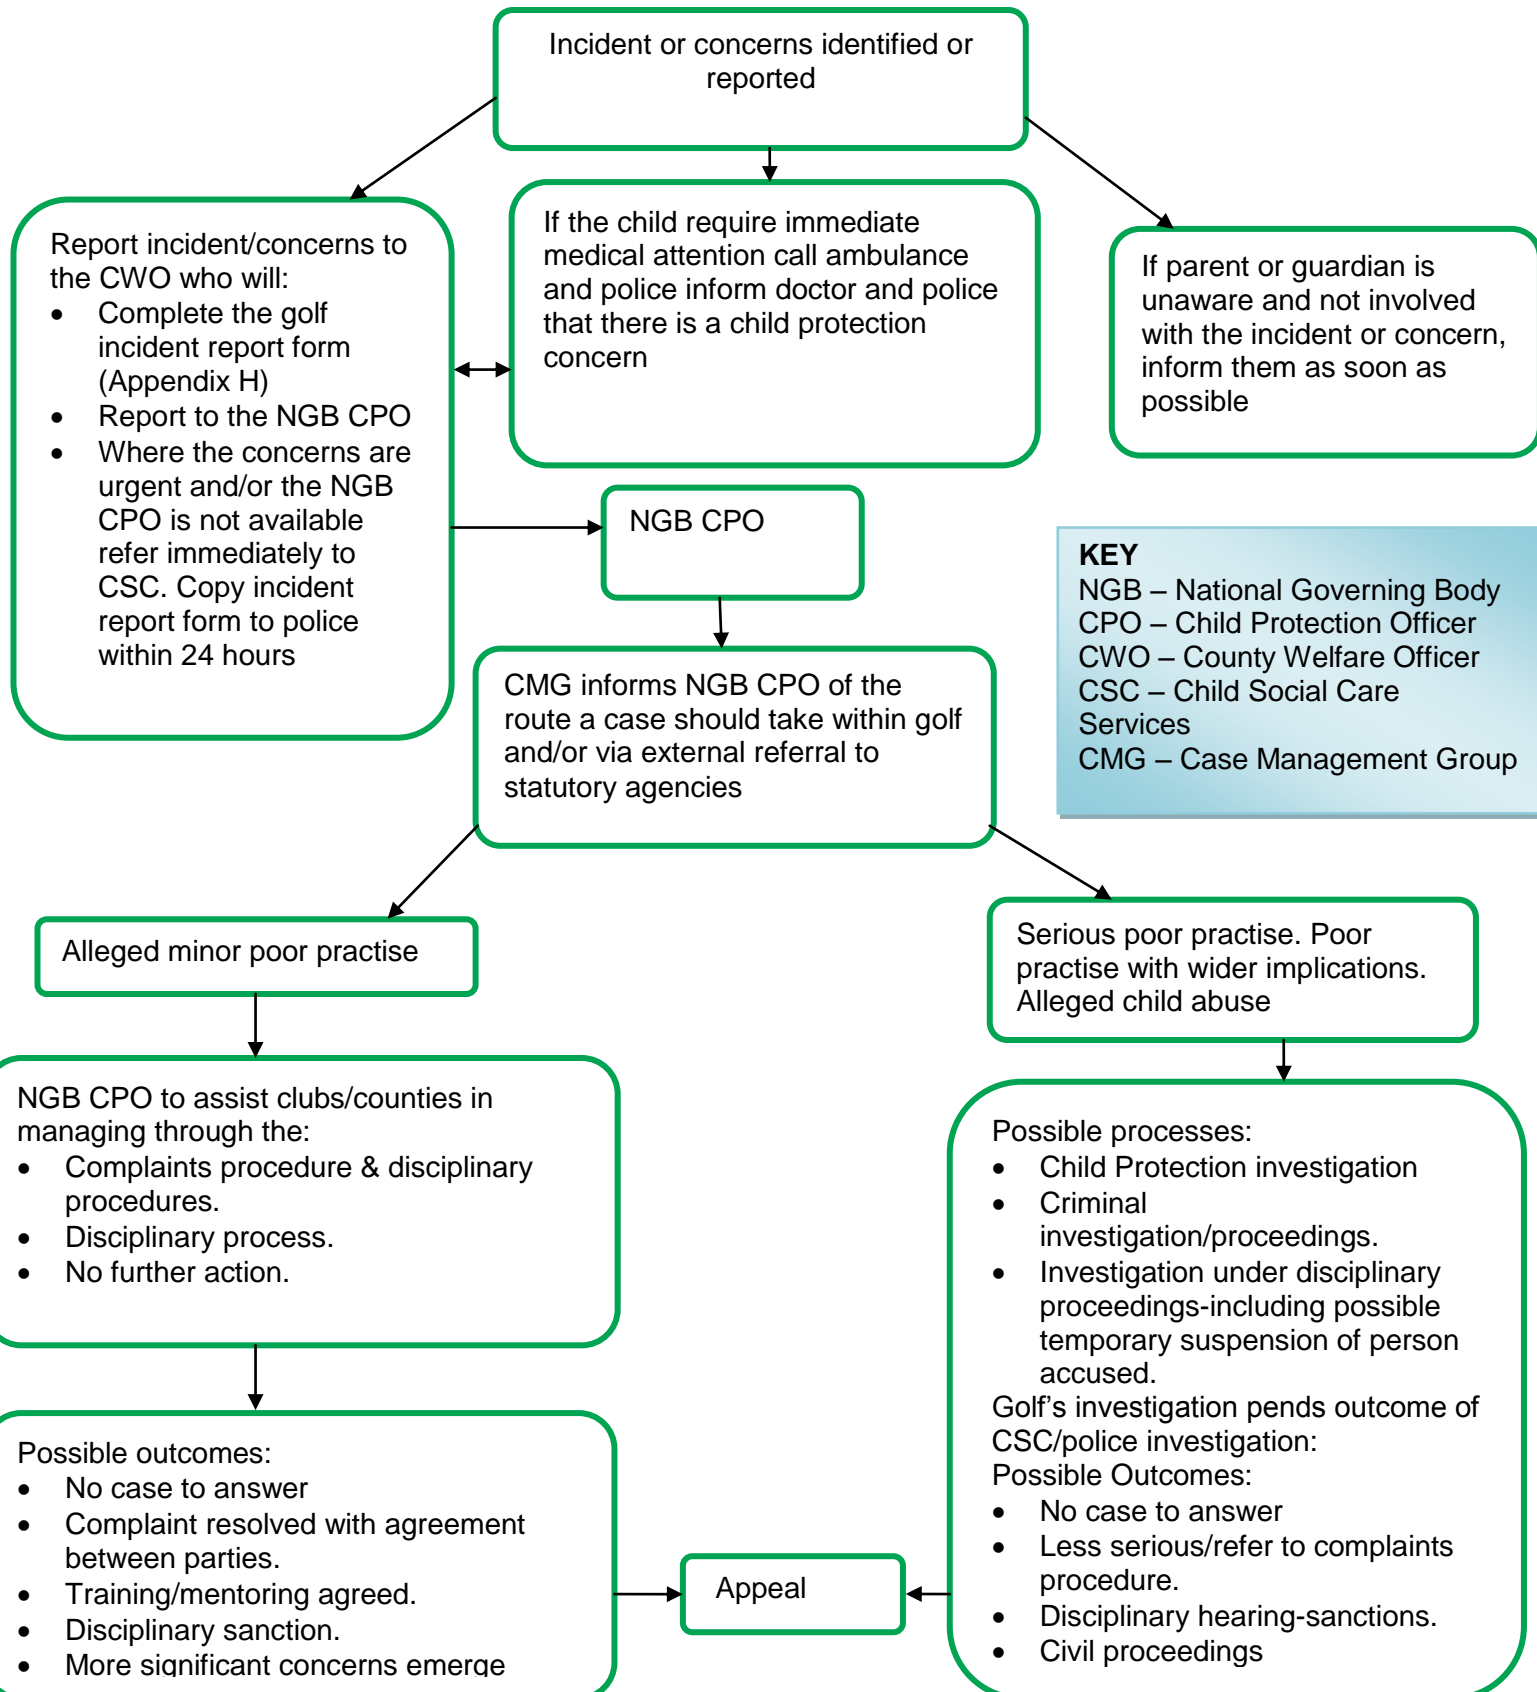 Incident or concerns identified or
reported
Report incident/concerns to
the CWO who will:
• Complete the golf
incident report form
(Appendix H)
• Report to the NGB CPO
• Where the concerns are
urgent and/or the NGB
CPO is not available
refer immediately to
CSC. Copy incident
report form to police
within 24 hours
If the child require immediate
medical attention call ambulance
and police inform doctor and police
that there is a child protection
concern
If parent or guardian is
unaware and not involved
with the incident or concern,
inform them as soon as
possible
NGB CPO
KEY
NGB – National Governing Body
CPO – Child Protection Officer
CWO – County Welfare Officer
CSC – Child Social Care
Services
CMG – Case Management Group
CMG informs NGB CPO of the
route a case should take within golf
and/or via external referral to
statutory agencies
Alleged minor poor practise
Serious poor practise. Poor
practise with wider implications.
Alleged child abuse
NGB CPO to assist clubs/counties in
managing through the:
• Complaints procedure & disciplinary
procedures.
• Disciplinary process.
• No further action.
Possible processes:
• Child Protection investigation
• Criminal
investigation/proceedings.
• Investigation under disciplinary
proceedings-including possible
temporary suspension of person
accused.
Golf’s investigation pends outcome of
CSC/police investigation:
Possible Outcomes:
• No case to answer
• Less serious/refer to complaints
procedure.
• Disciplinary hearing-sanctions.
• Civil proceedings
Possible outcomes:
• No case to answer
• Complaint resolved with agreement
between parties.
• Training/mentoring agreed.
• Disciplinary sanction.
• More significant concerns emerge
Appeal